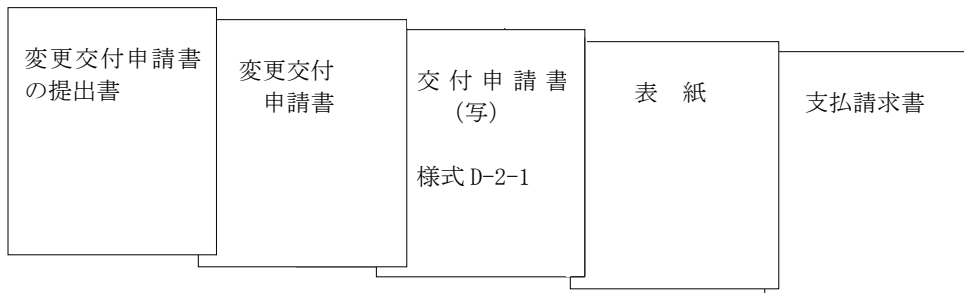 変更交付申請書
の提出書
変更交付
申請書
交付申請書
(写)
様式 D-2-1
表　紙
支払請求書